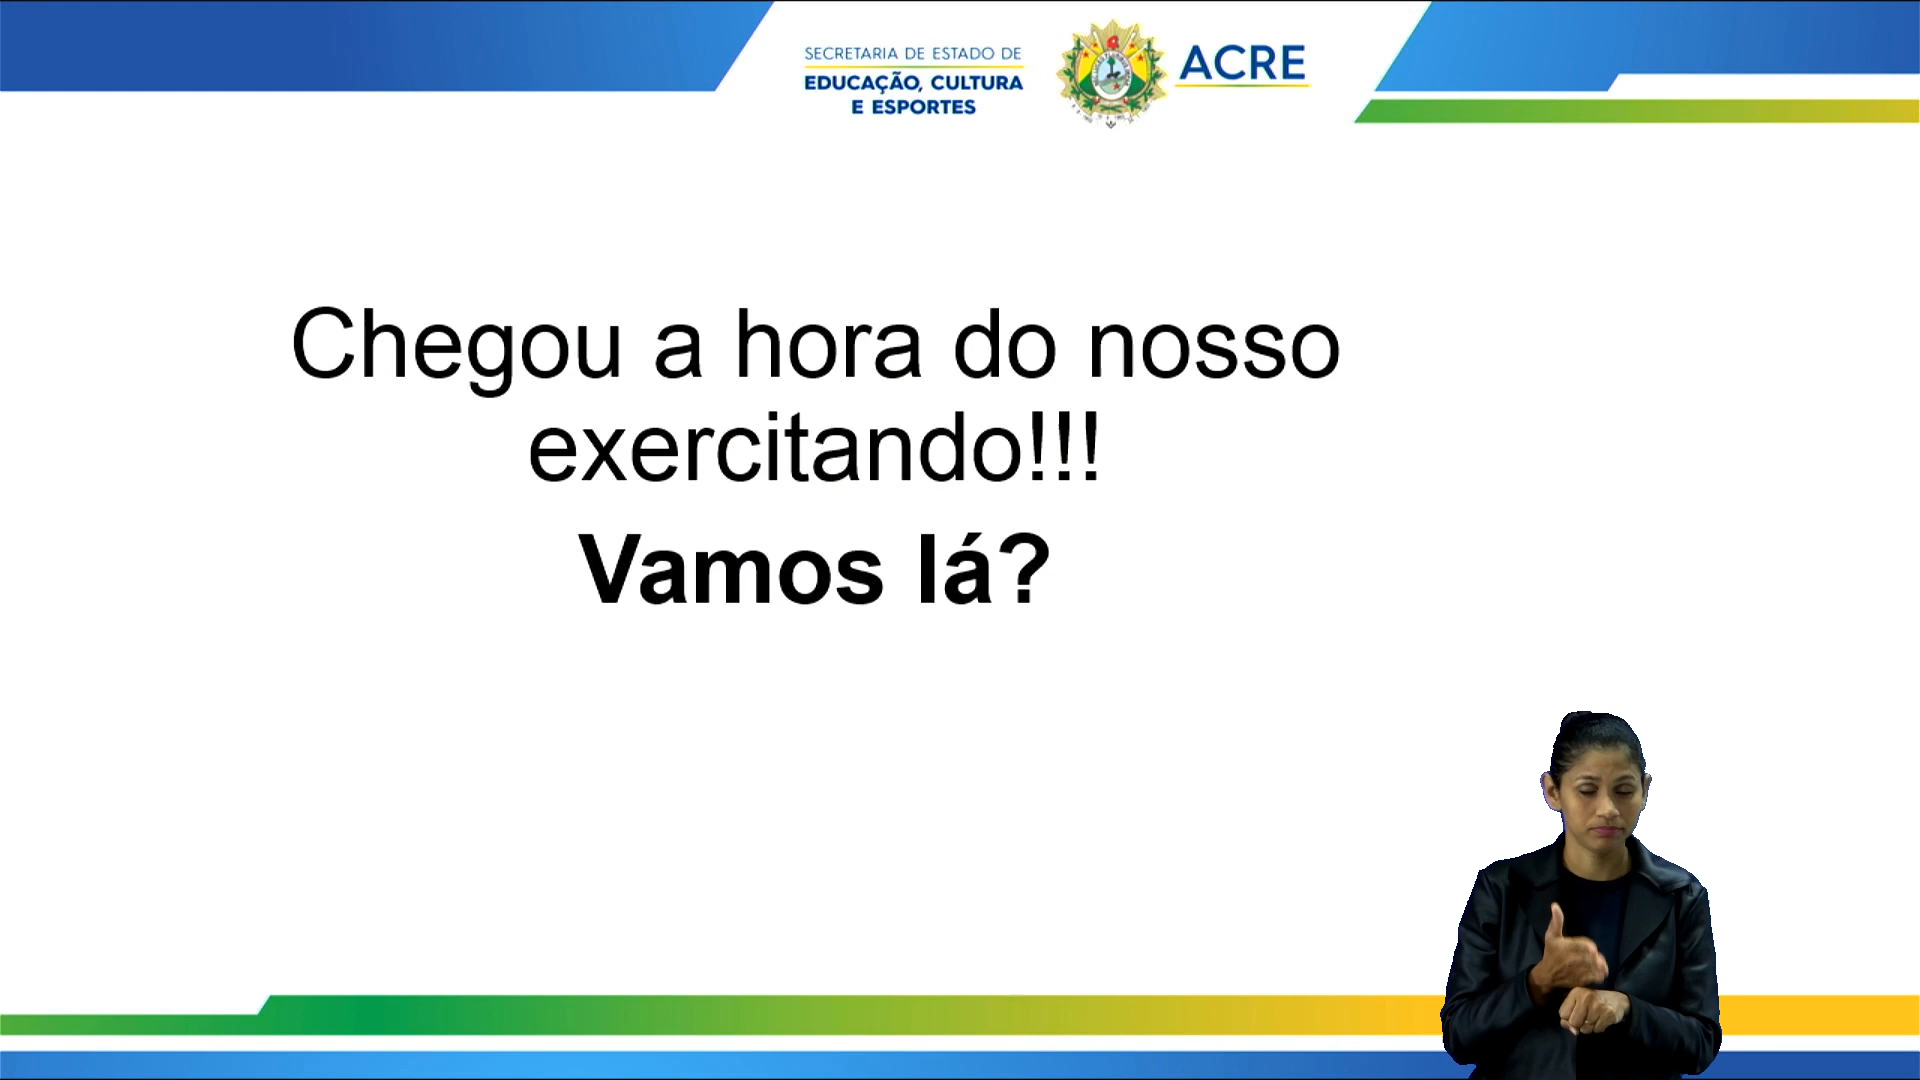 SECRETARIA DE ESTADO DE
EDUCAÇÃO, CULTURA
E ESPORTES
ACRE
Chegou a hora do nosso
exercitando!!!
Vamos lá?